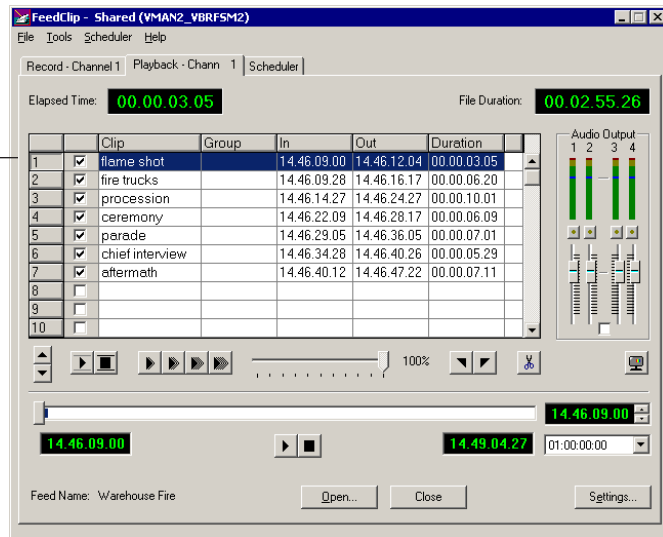 FeedClip - Shared (VMAN2_VBRFSM2)
File Tools Scheduler Help
Record - Channel 1 Playback - Chann 1 Scheduler
Elapsed Time: 00.00.03.05 File Duration: 00.02.55.26
Audio Output
1 2 3 4
Clip Group In Out Duration
1 flame shot 14.46.09.00 14.46.12.04 00.00.03.05
2 fire trucks 14.46.09.28 14.46.16.17 00.00.06.20
3 procession 14.46.14.27 14.46.24.27 00.00.10.01
4 ceremony 14.46.22.09 14.46.28.17 00.00.06.09
5 parade 14.46.29.05 14.46.36.05 00.00.07.01
6 chief interview 14.46.34.28 14.46.40.26 00.00.05.29
7 aftermath 14.46.40.12 14.46.47.22 00.00.07.11
8
9
10
100%
14.46.09.00
14.46.09.00 14.49.04.27 01:00:00:00
Feed Name: Warehouse Fire Open... Close Settings...